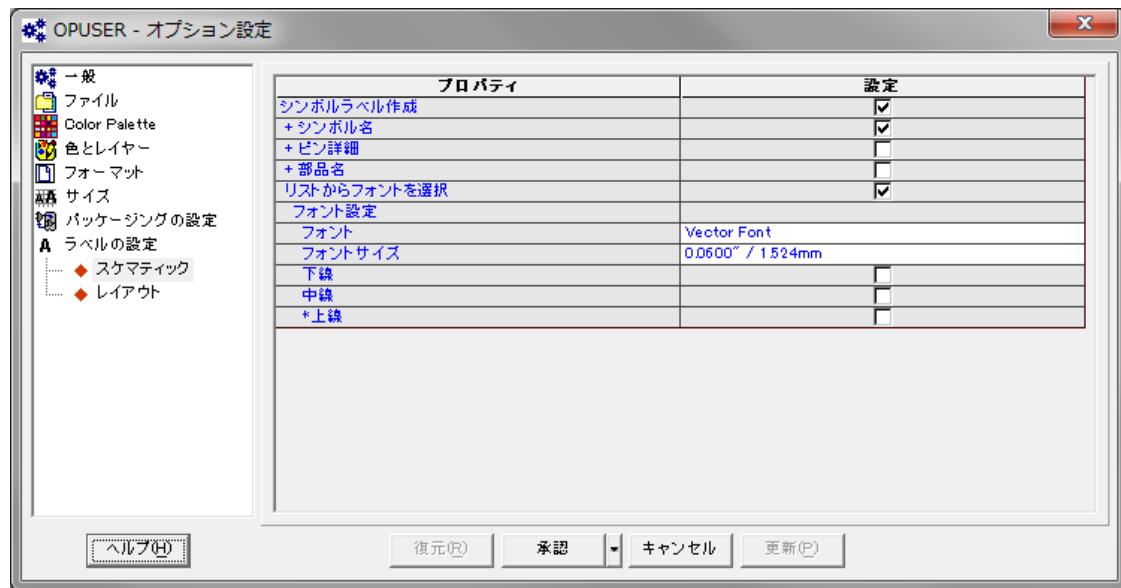 OPUSER - オプション設定
一般
ファイル
Color Palette
色とレイヤー
フォーマット
サイズ
パッケージングの設定
ラベルの設定
スケマティック
レイアウト
プロパティ 設定
シンボルラベル作成
+ シンボル名
+ ピン詳細
+ 部品名
リストからフォントを選択
フォント設定
フォント Vector Font
フォントサイズ 0.0600" / 1.524mm
下線
中線
*上線
ヘルプ(H) 復元(R) 承認 キャンセル 更新(P)